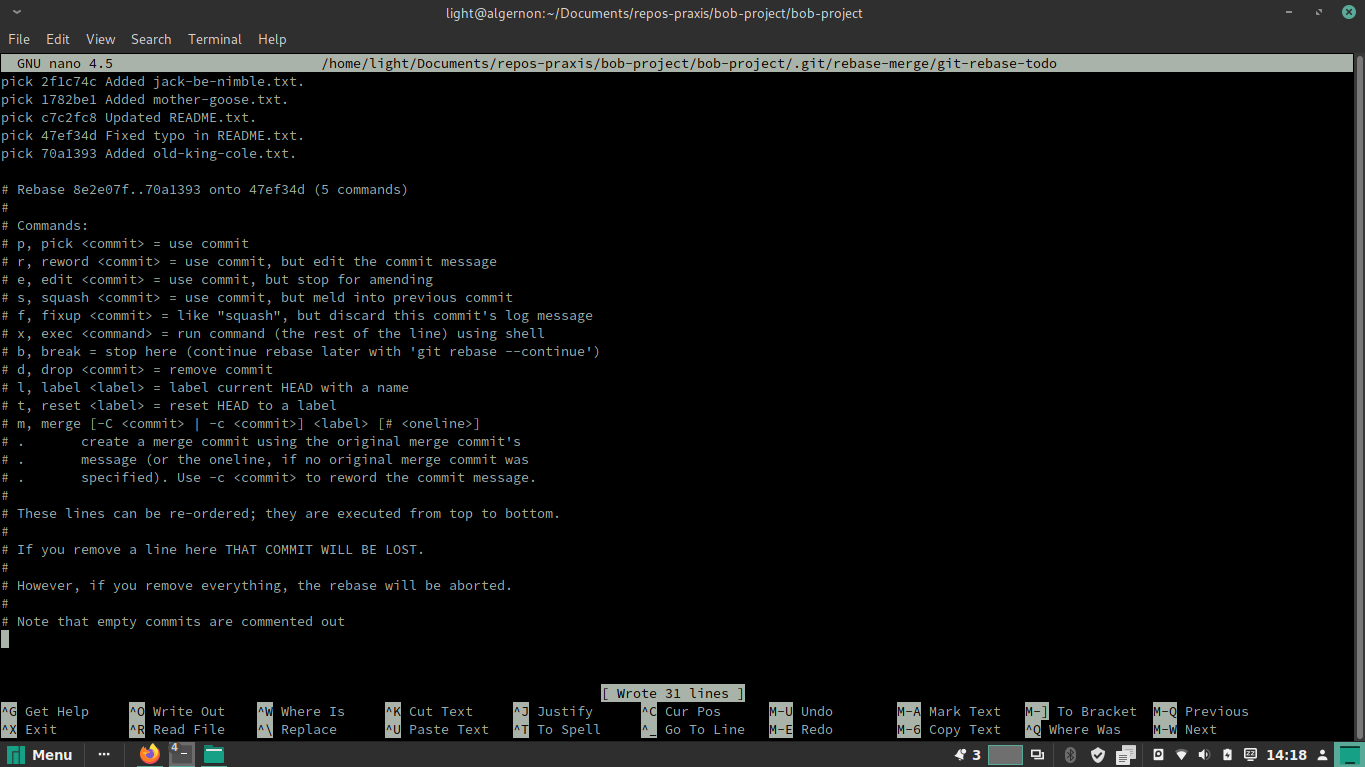 light@algernon:~/Documents/repos-praxis/bob-project/bob-project
File Edit View Search Terminal Help
GNU nano 4.5 /home/light/Documents/repos-praxis/bob-project/bob-project/.git/rebase-merge/git-rebase-todo
pick 2f1c74c Added jack-be-nimble.txt.
pick 1782be1 Added mother-goose.txt.
pick c7c2fc8 Updated README.txt.
pick 47ef34d Fixed typo in README.txt.
pick 70a1393 Added old-king-cole.txt.

# Rebase 8e2e07f..70a1393 onto 47ef34d (5 commands)
#
# Commands:
# p, pick <commit> = use commit
# r, reword <commit> = use commit, but edit the commit message
# e, edit <commit> = use commit, but stop for amending
# s, squash <commit> = use commit, but meld into previous commit
# f, fixup <commit> = like "squash", but discard this commit's log message
# x, exec <command> = run command (the rest of the line) using shell
# b, break = stop here (continue rebase later with 'git rebase --continue')
# d, drop <commit> = remove commit
# l, label <label> = label current HEAD with a name
# t, reset <label> = reset HEAD to a label
# m, merge [-C <commit> | -c <commit>] <label> [# <oneline>]
# .       create a merge commit using the original merge commit's
# .       message (or the oneline, if no original merge commit was
# .       specified). Use -c <commit> to reword the commit message.
#
# These lines can be re-ordered; they are executed from top to bottom.
#
# If you remove a line here THAT COMMIT WILL BE LOST.
#
# However, if you remove everything, the rebase will be aborted.
#
# Note that empty commits are commented out
[ Wrote 31 lines ]
^G Get Help ^O Write Out ^W Where Is ^K Cut Text ^J Justify ^C Cur Pos M-U Undo M-A Mark Text M-] To Bracket M-Q Previous
^X Exit ^R Read File ^\ Replace ^U Paste Text ^T To Spell ^_ Go To Line M-E Redo M-6 Copy Text ^Q Where Was M-W Next
Menu 4 3 14:18